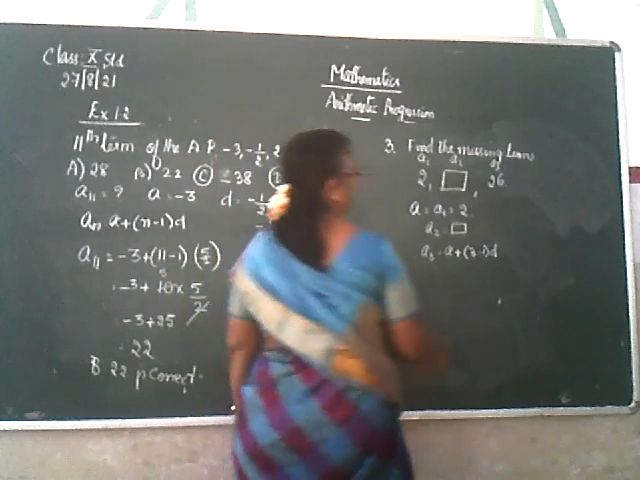 Class: X Std
27|8|21
Mathematics
Arithmetic Progression
Ex 1.2
11th term of the A P -3, -1/2, 2
A) 28 B) 22 C)
a11 = ? a = -3 d = -1/2
an = a+(n-1)d
a11 = -3+(11-1)(5/2)
= -3+ 10 x 5/2
= -3+25
= 22
B 22 Correct.
3. Find the missing terms
a1 a2 a3
2, □, 26.
a = a1 = 2
a2 = □
a3 = a+(3-1)d